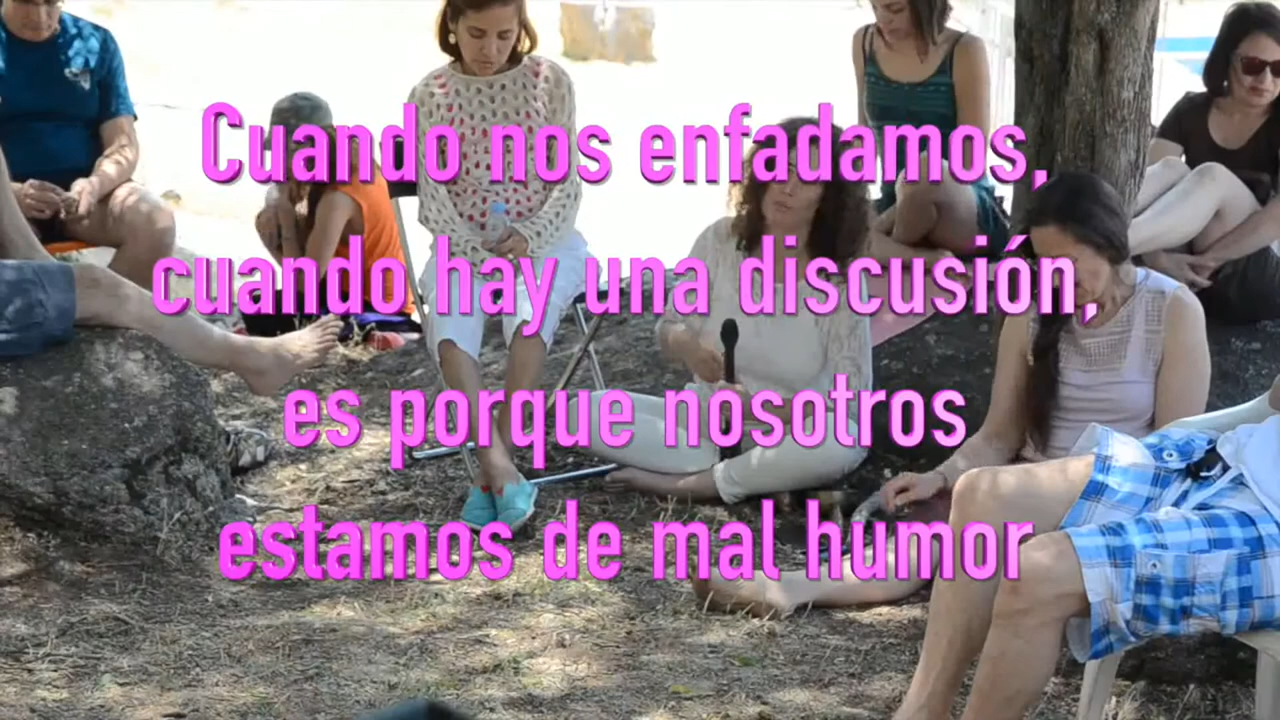 Cuando nos enfadamos,
cuando hay una discusión,
es porque nosotros
estamos de mal humor